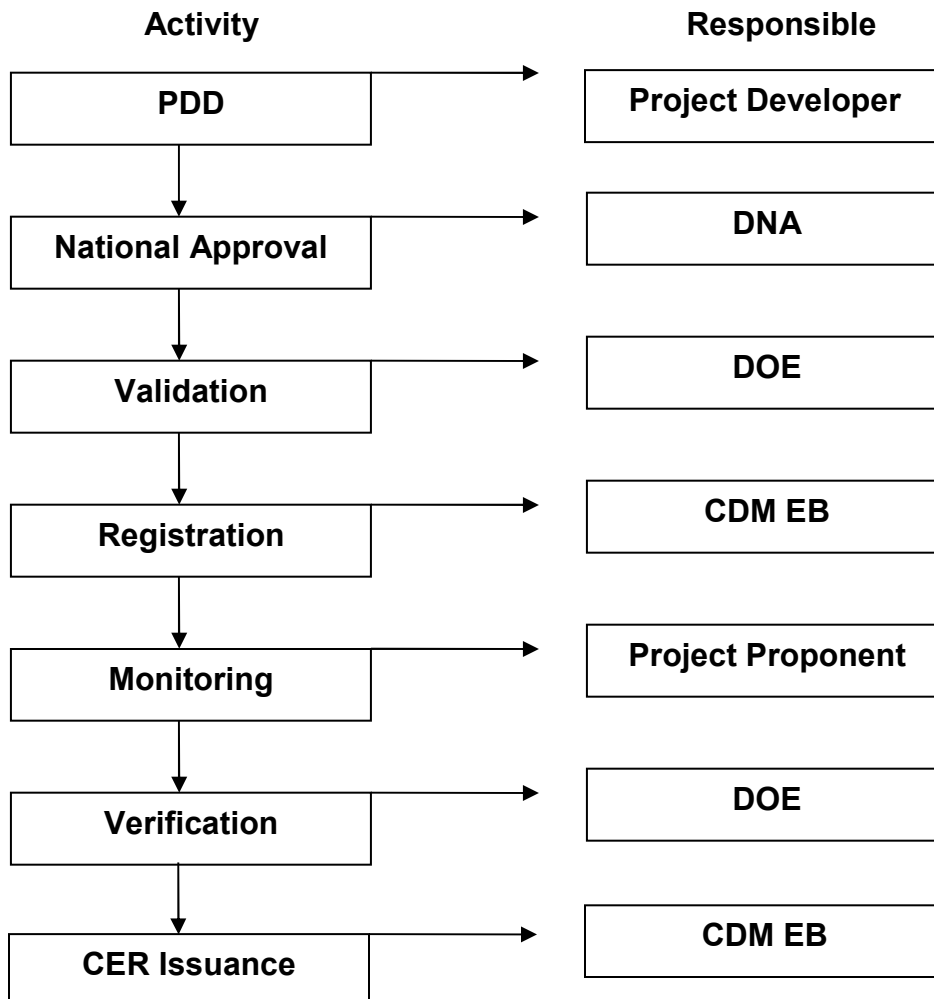 Activity
Responsible
PDD
Project Developer
National Approval
DNA
Validation
DOE
Registration
CDM EB
Monitoring
Project Proponent
Verification
DOE
CER Issuance
CDM EB